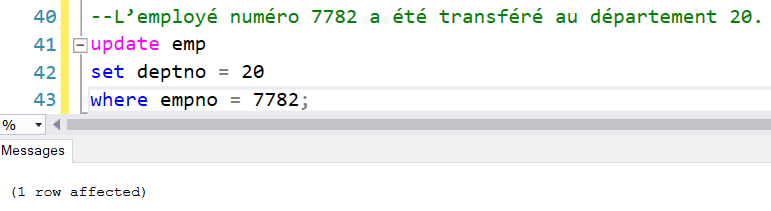 40 --L’employé numéro 7782 a été transféré au département 20.
41 update emp
42 set deptno = 20
43 where empno = 7782;
%
Messages
(1 row affected)